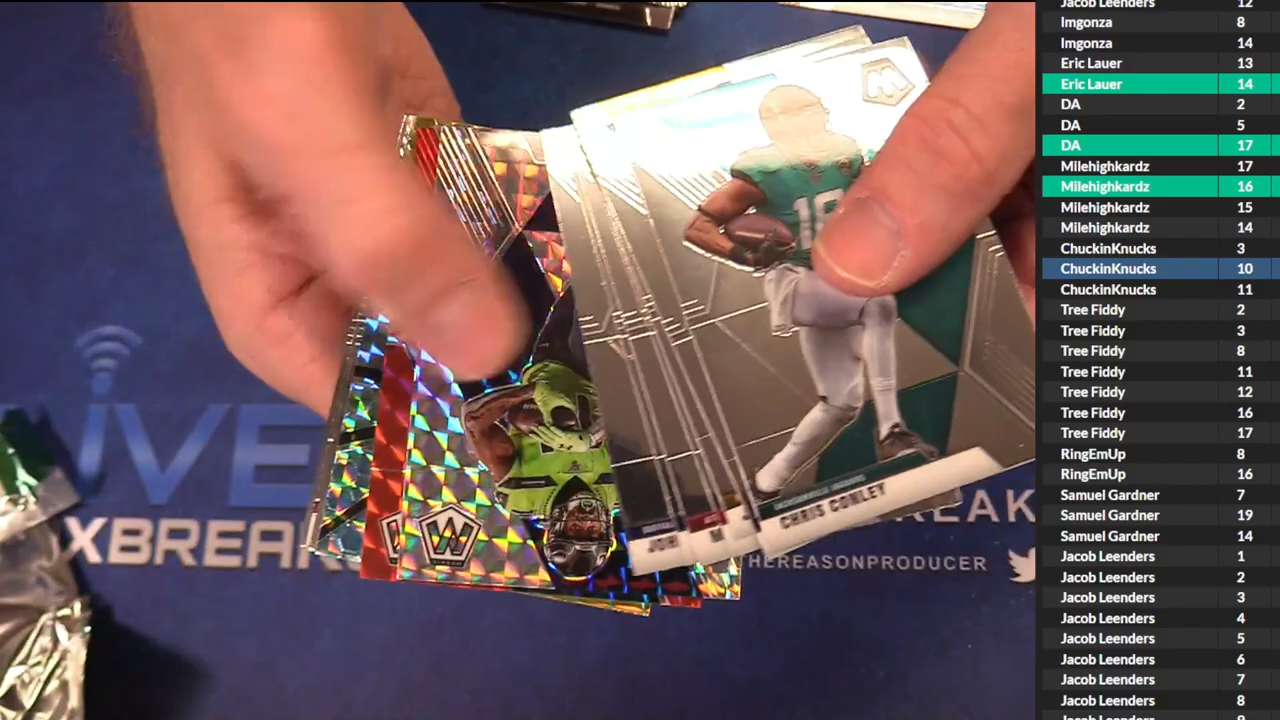 18
CHRIS CONLEY
JOH
M
LIVE
XBREAK
BREAK
THEREASONPRODUCER
Jacob Leenders 12
Imgonza 8
Imgonza 14
Eric Lauer 13
Eric Lauer 14
DA 2
DA 5
DA 17
Milehighkardz 17
Milehighkardz 16
Milehighkardz 15
Milehighkardz 14
ChuckinKnucks 3
ChuckinKnucks 10
ChuckinKnucks 11
Tree Fiddy 2
Tree Fiddy 3
Tree Fiddy 8
Tree Fiddy 11
Tree Fiddy 12
Tree Fiddy 16
Tree Fiddy 17
RingEmUp 8
RingEmUp 16
Samuel Gardner 7
Samuel Gardner 19
Samuel Gardner 14
Jacob Leenders 1
Jacob Leenders 2
Jacob Leenders 3
Jacob Leenders 4
Jacob Leenders 5
Jacob Leenders 6
Jacob Leenders 7
Jacob Leenders 8